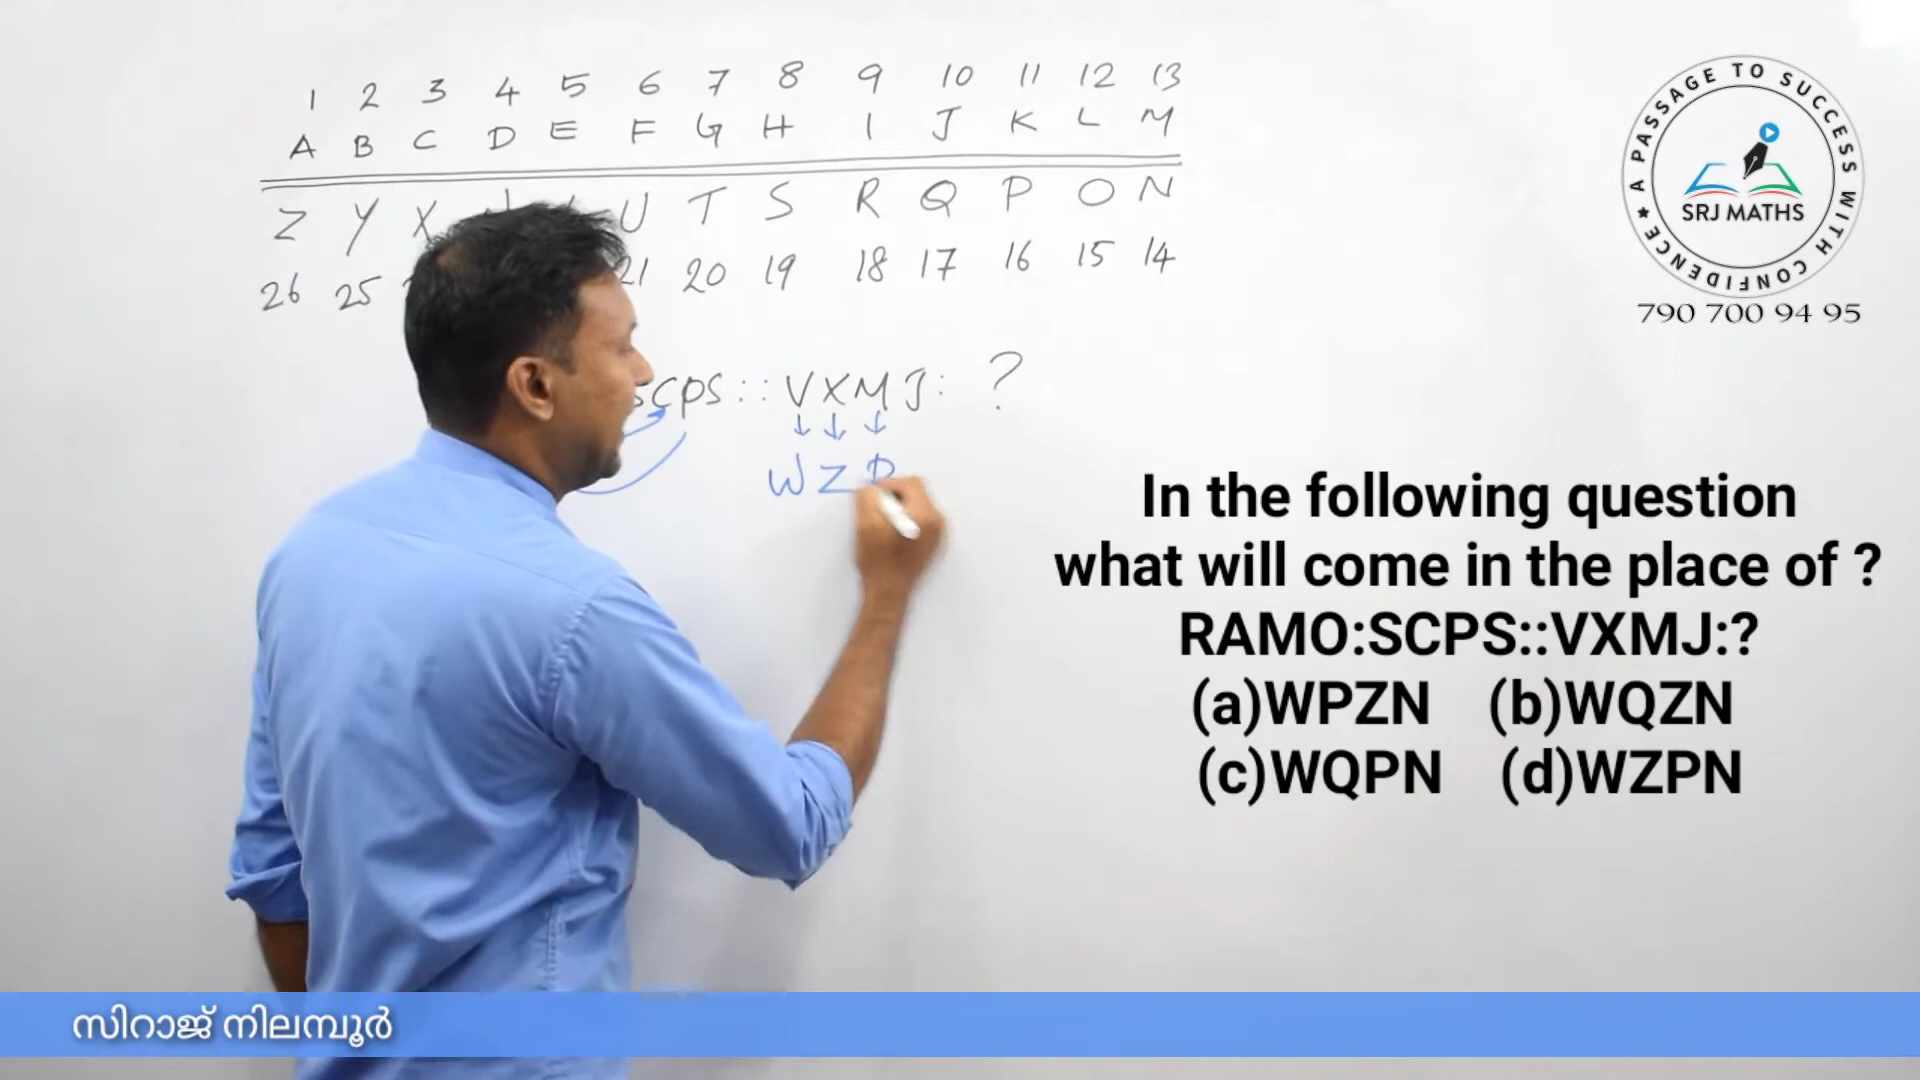 1 2 3 4 5 6 7 8 9 10 11 12 13
A B C D E F G H I J K L M
Z Y X U T S R Q P O N
26 25 21 20 19 18 17 16 15 14
SCPS :: VXMJ: ?
W Z P
A PASSAGE TO SUCCESS WITH CONFIDENCE
SRJ MATHS
790 700 94 95
In the following question
what will come in the place of ?
RAMO:SCPS::VXMJ:?
(a)WPZN (b)WQZN
(c)WQPN (d)WZPN
സിറാജ് നിലമ്പൂർ